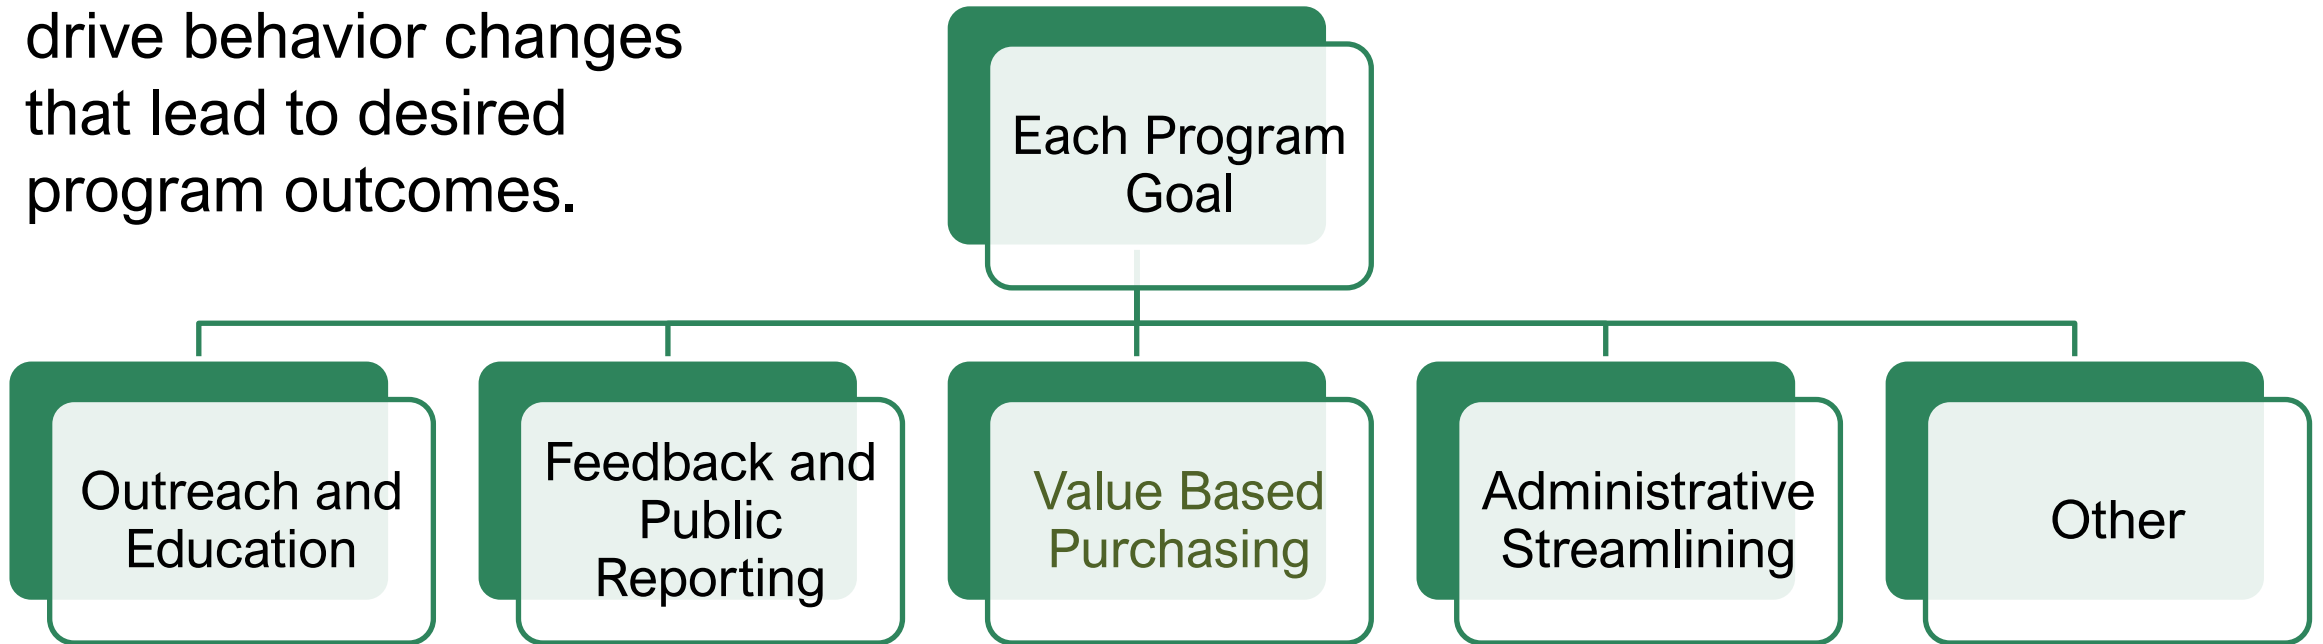 drive behavior changes
that lead to desired
program outcomes.
Each Program
Goal
Outreach and
Education
Feedback and
Public
Reporting
Value Based
Purchasing
Administrative
Streamlining
Other